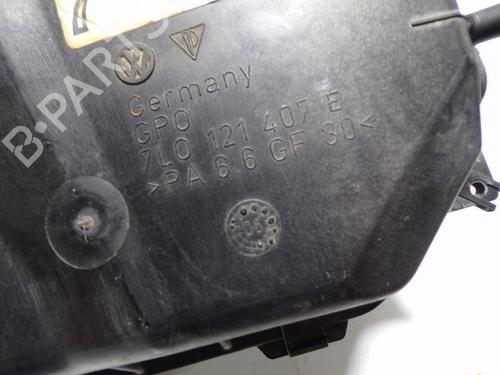 Germany
GPO
7L0 121 407 E
>PA 6.6 GF 30<
B-PARTS